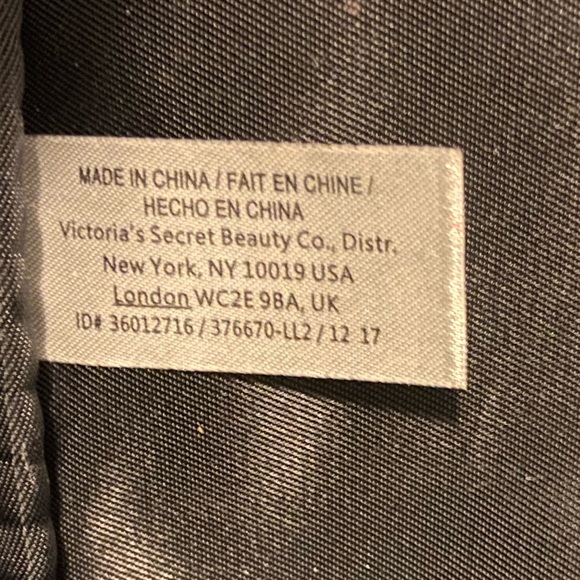 MADE IN CHINA / FAIT EN CHINE /
HECHO EN CHINA
Victoria's Secret Beauty Co., Distr.
New York, NY 10019 USA
London WC2E 9BA, UK
ID# 36012716 / 376670-LL2 / 12 17